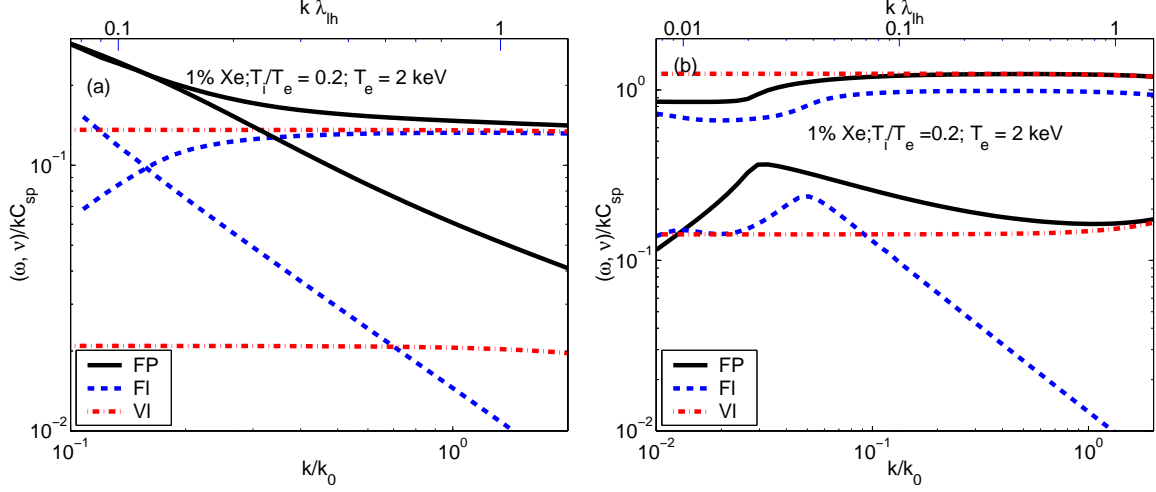 k λ_lh
0.1 1
(a)
1% Xe;T_i/T_e = 0.2; T_e = 2 keV
(ω, ν)/kC_sp
10^-1
10^-2
FP
FI
VI
10^-1 10^0
k/k_0
k λ_lh
0.01 0.1 1
(b)
1% Xe;T_i/T_e =0.2; T_e = 2 keV
(ω, ν)/kC_sp
10^0
10^-1
10^-2
FP
FI
VI
10^-2 10^-1 10^0
k/k_0